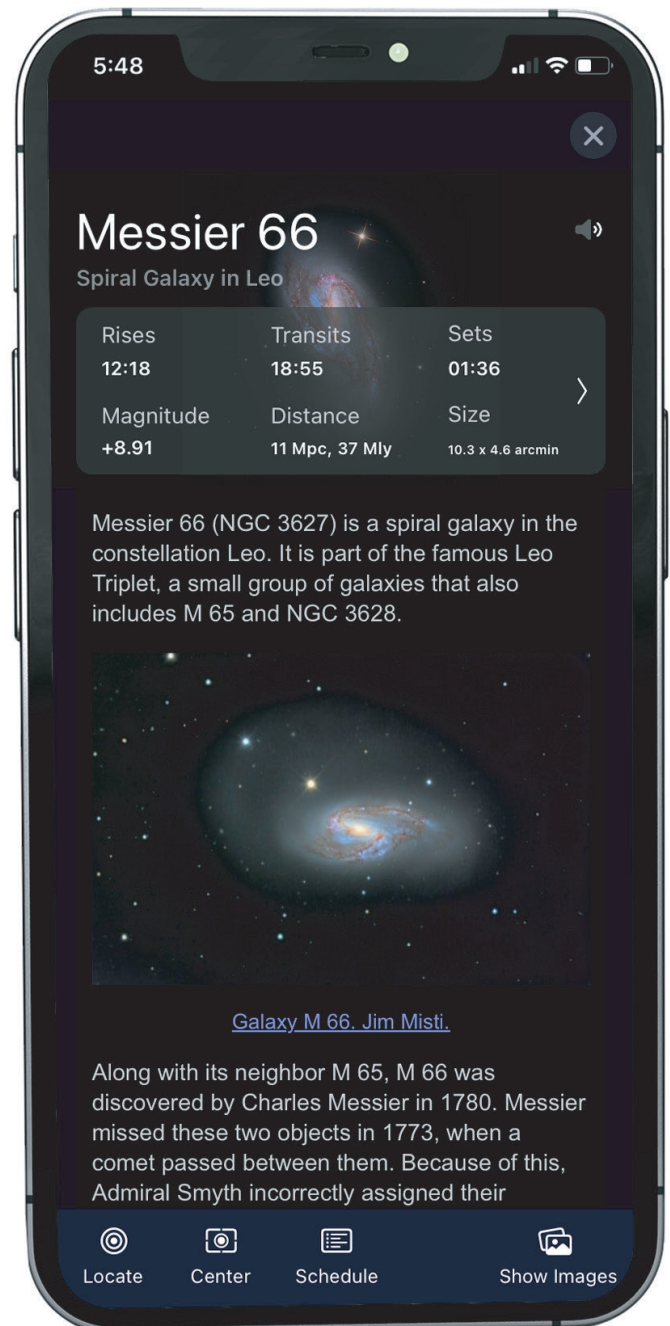 5:48
Messier 66
Spiral Galaxy in Leo
Rises Transits Sets
12:18 18:55 01:36
Magnitude Distance Size
+8.91 11 Mpc, 37 Mly 10.3 x 4.6 arcmin
Messier 66 (NGC 3627) is a spiral galaxy in the
constellation Leo. It is part of the famous Leo
Triplet, a small group of galaxies that also
includes M 65 and NGC 3628.
Galaxy M 66. Jim Misti.
Along with its neighbor M 65, M 66 was
discovered by Charles Messier in 1780. Messier
missed these two objects in 1773, when a
comet passed between them. Because of this,
Admiral Smyth incorrectly assigned their
Locate Center Schedule Show Images